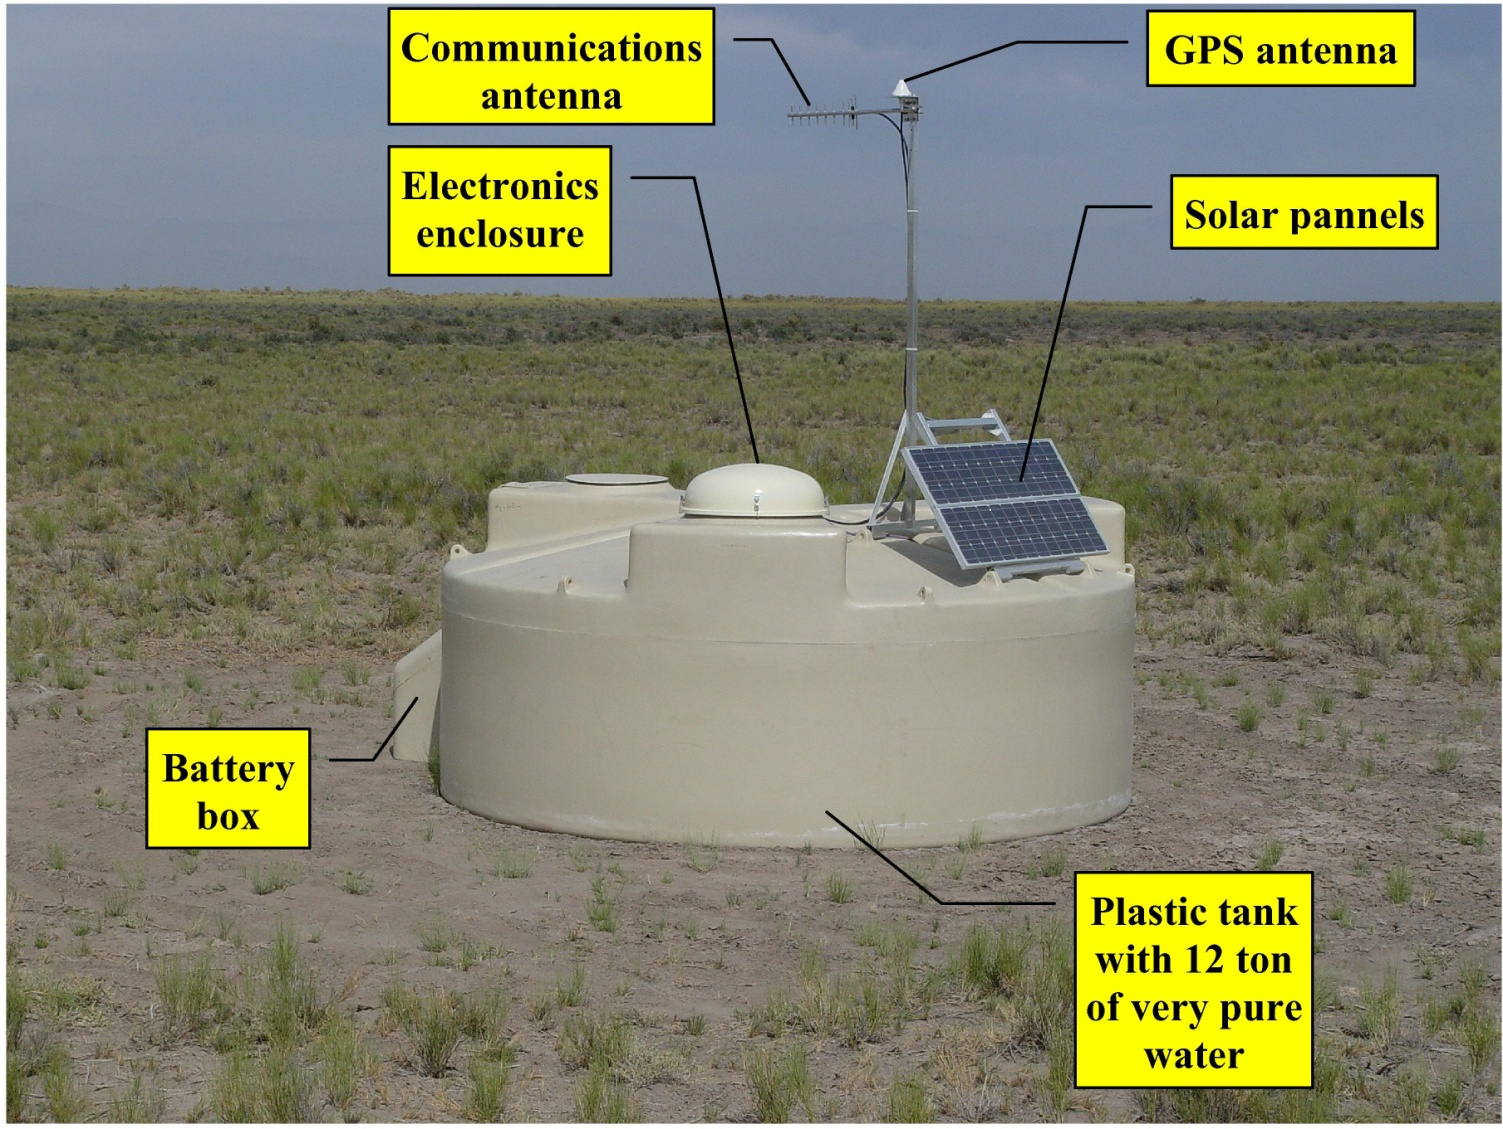 Communications
antenna
GPS antenna
Electronics
enclosure
Solar pannels
Battery
box
Plastic tank
with 12 ton
of very pure
water